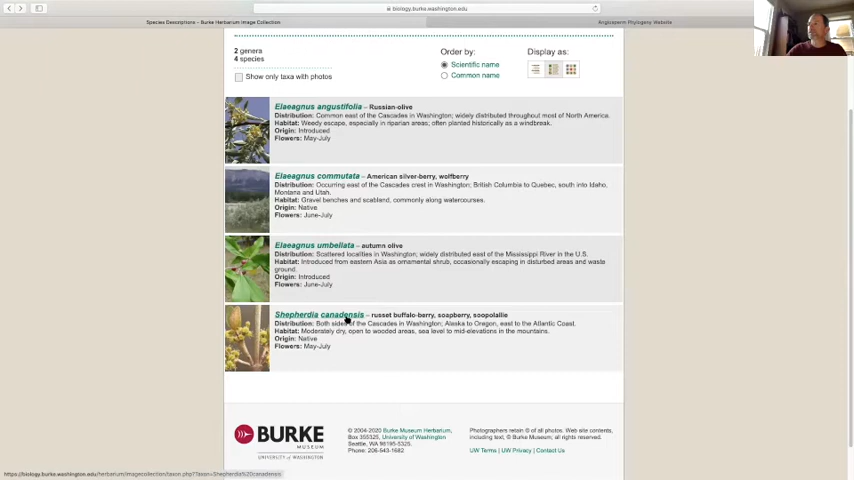 biology.burke.washington.edu
Species Descriptions – Burke Herbarium Image Collection
Angiosperm Phylogeny Website
2 genera
4 species
Show only taxa with photos
Order by:
Scientific name
Common name
Display as:
Elaeagnus angustifolia – Russian-olive
Distribution: Common east of the Cascades in Washington; widely distributed throughout most of North America.
Habitat: Weedy escape, especially in riparian areas, often planted historically as a windbreak.
Origin: Introduced
Flowers: May-July
Elaeagnus commutata – American silver-berry, wolfberry
Distribution: Occurring east of the Cascades crest in Washington; British Columbia to Quebec, south into Idaho,
Montana and Utah.
Habitat: Gravel benches and scabland, commonly along watercourses.
Origin: Native
Flowers: June-July
Elaeagnus umbellata – autumn olive
Distribution: Scattered localities in Washington; widely distributed east of the Mississippi River in the U.S.
Habitat: Introduced from eastern Asia as ornamental shrub, occasionally escaping in disturbed areas and waste
ground.
Origin: Introduced
Flowers: June-July
Shepherdia canadensis – russet buffalo-berry, soapberry, soopolallie
Distribution: Both sides of the Cascades in Washington; Alaska to Oregon, east to the Atlantic Coast.
Habitat: Moderately dry, open to wooded areas, sea level to mid-elevations in the mountains.
Origin: Native
Flowers: May-July
BURKE
MUSEUM
UNIVERSITY of WASHINGTON
© 2004-2020 Burke Museum Herbarium,
Box 355325, University of Washington
Seattle, WA 98195-5325.
Phone: 206-543-1682
Photographers retain © of all photos. Web site contents,
including text, © Burke Museum; all rights reserved.
UW Terms | UW Privacy | Contact Us
https://biology.burke.washington.edu/herbarium/imagecollection/taxon.php?Taxon=Shepherdia%20canadensis